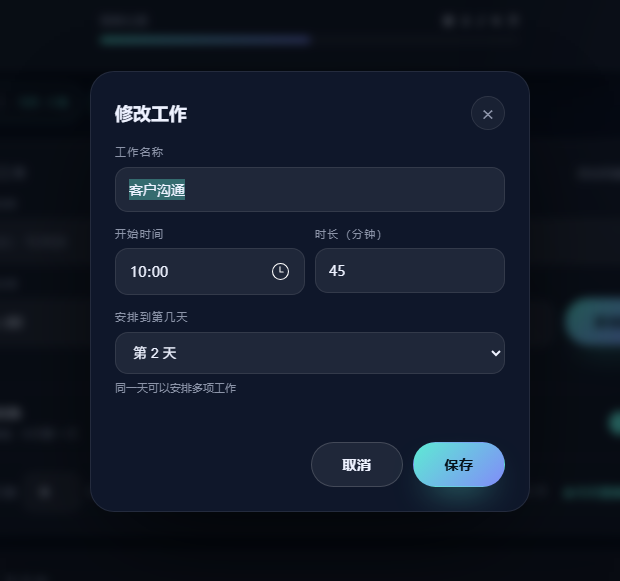 修改工作
工作名称
客户沟通
开始时间
时长（分钟）
10:00
45
安排到第几天
第 2 天
同一天可以安排多项工作
取消
保存